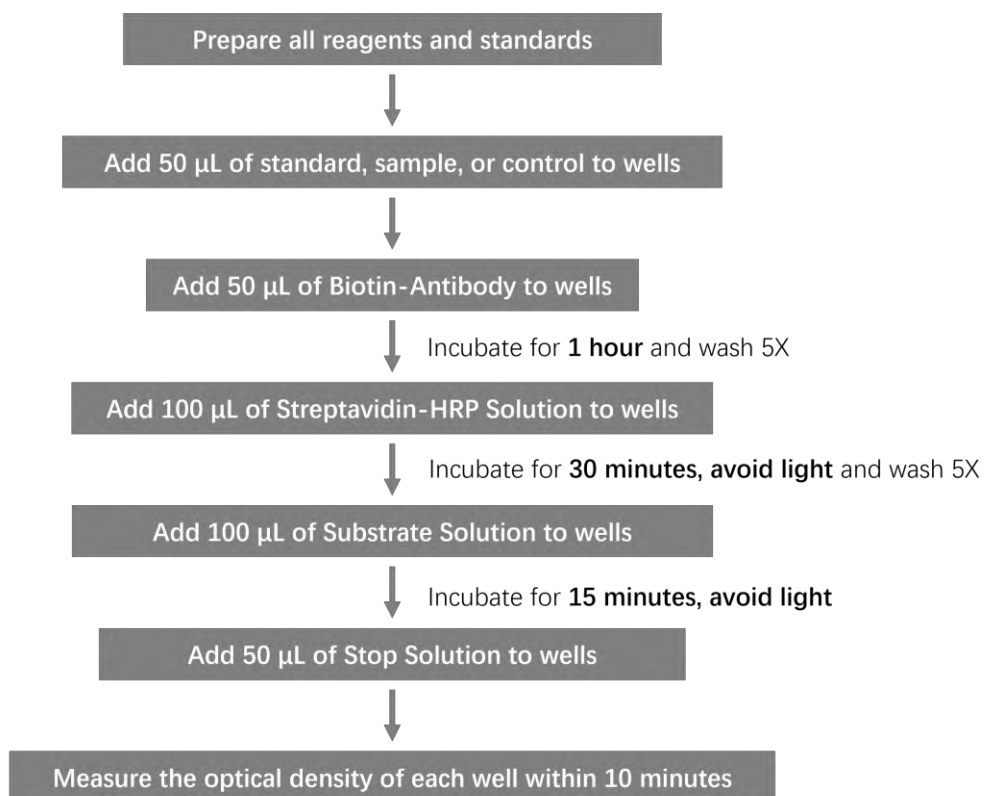 Prepare all reagents and standards
Add 50 μL of standard, sample, or control to wells
Add 50 μL of Biotin-Antibody to wells
Incubate for 1 hour and wash 5X
Add 100 μL of Streptavidin-HRP Solution to wells
Incubate for 30 minutes, avoid light and wash 5X
Add 100 μL of Substrate Solution to wells
Incubate for 15 minutes, avoid light
Add 50 μL of Stop Solution to wells
Measure the optical density of each well within 10 minutes